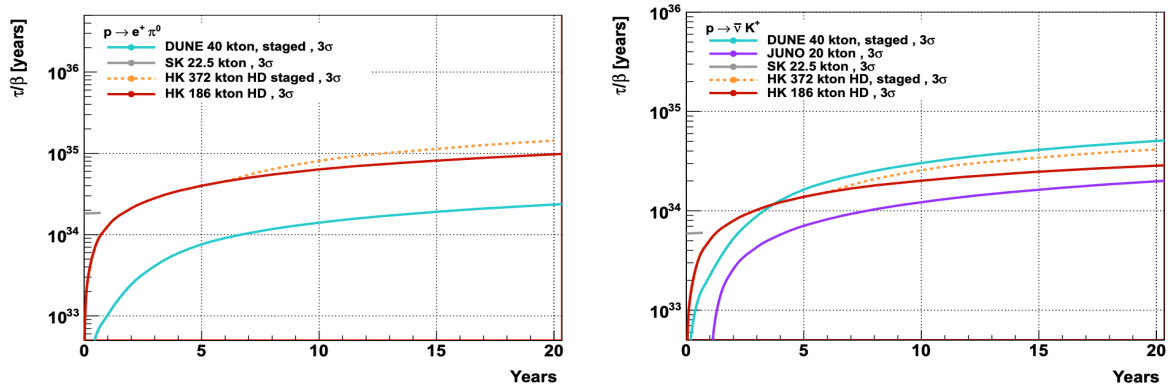 τ/β [years]
p → e⁺ π⁰
DUNE 40 kton, staged , 3σ
SK 22.5 kton , 3σ
HK 372 kton HD staged , 3σ
HK 186 kton HD , 3σ
10³⁶
10³⁵
10³⁴
10³³
0 5 10 15 20
Years
τ/β [years]
10³⁶
p → ν̄ K⁺
DUNE 40 kton, staged , 3σ
JUNO 20 kton , 3σ
SK 22.5 kton , 3σ
HK 372 kton HD, staged , 3σ
HK 186 kton HD , 3σ
10³⁵
10³⁴
10³³
0 5 10 15 20
Years